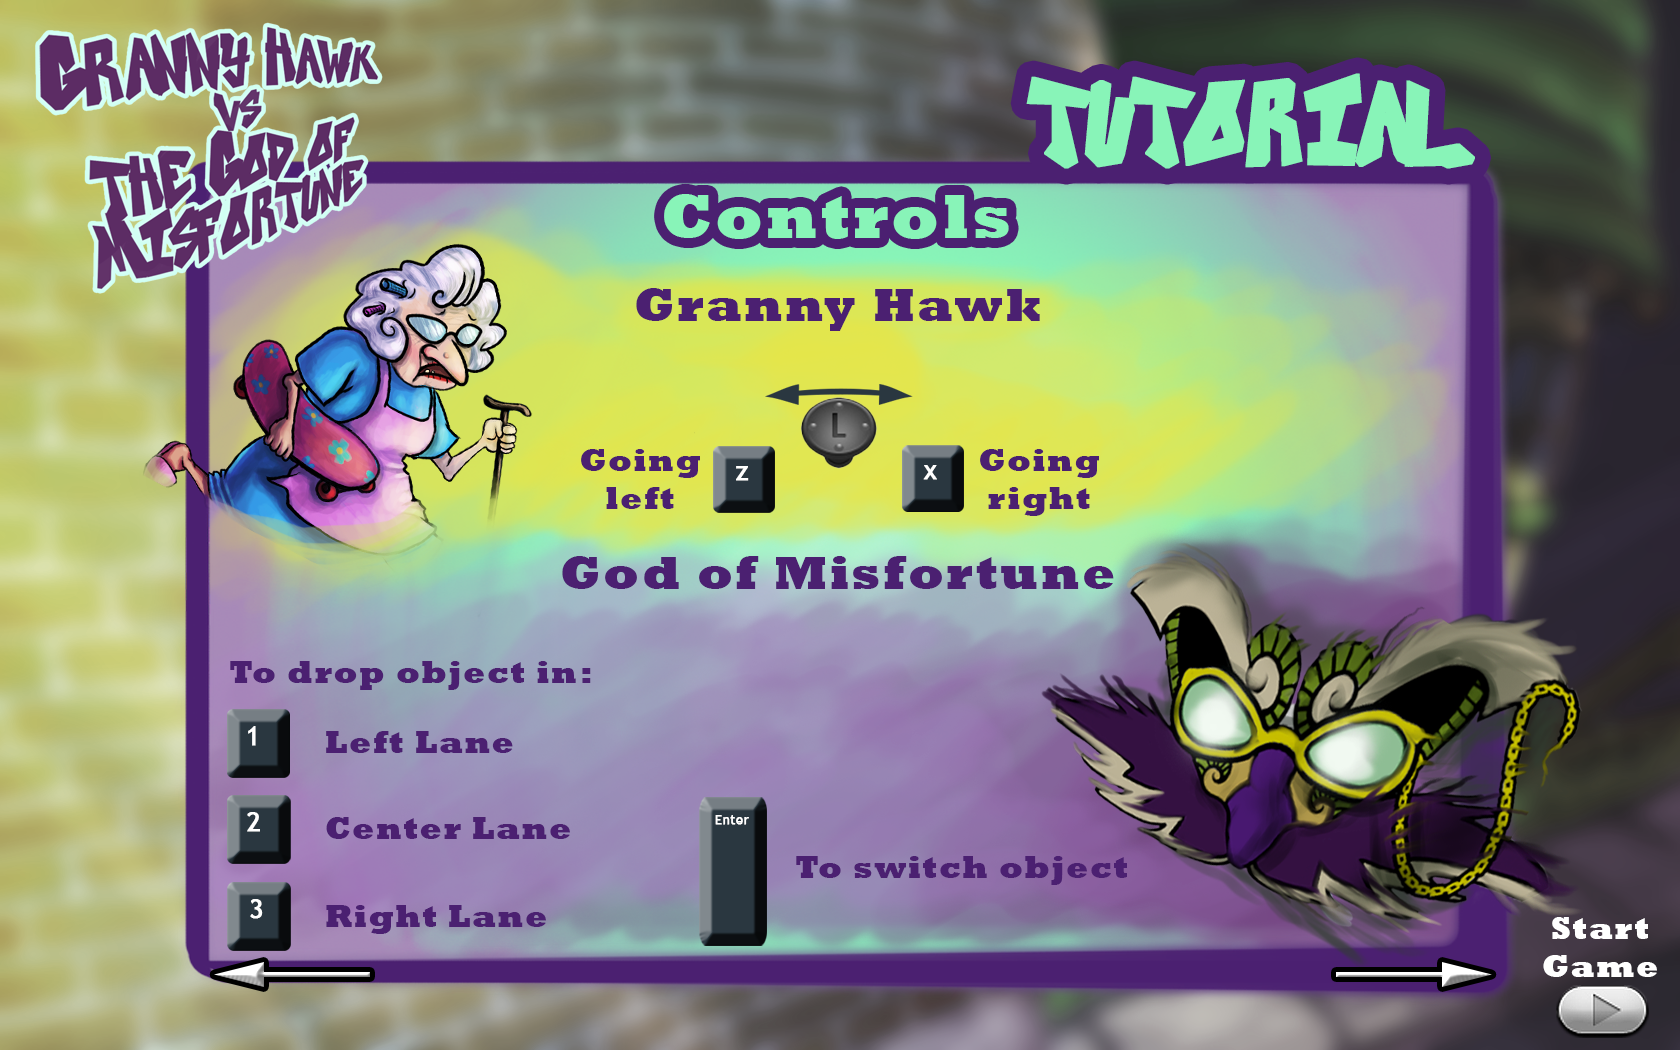 GRANNY HAWK
VS
THE GOD OF
MISFORTUNE
TUTORIAL
Controls
Granny Hawk
L
Going
left
Z
X
Going
right
God of Misfortune
To drop object in:
1
Left Lane
2
Center Lane
3
Right Lane
Enter
To switch object
Start
Game